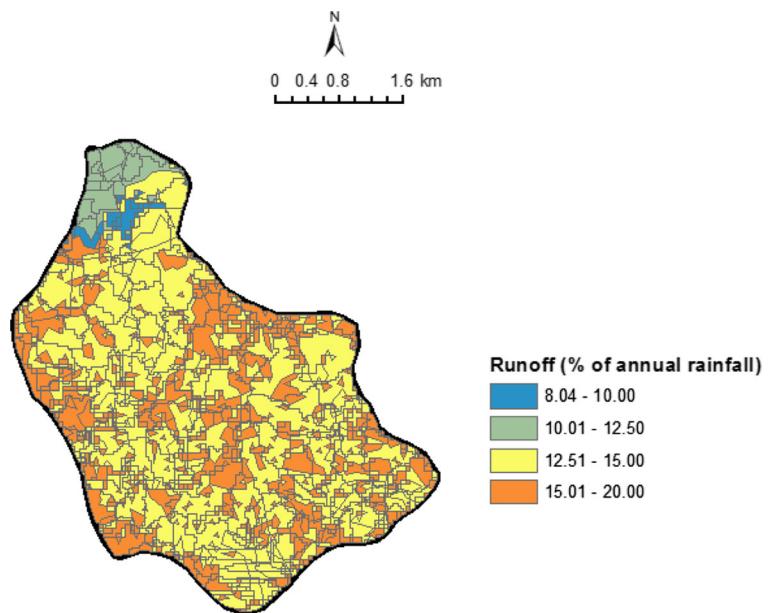 N
0 0.4 0.8 1.6 km
Runoff (% of annual rainfall)
8.04 - 10.00
10.01 - 12.50
12.51 - 15.00
15.01 - 20.00